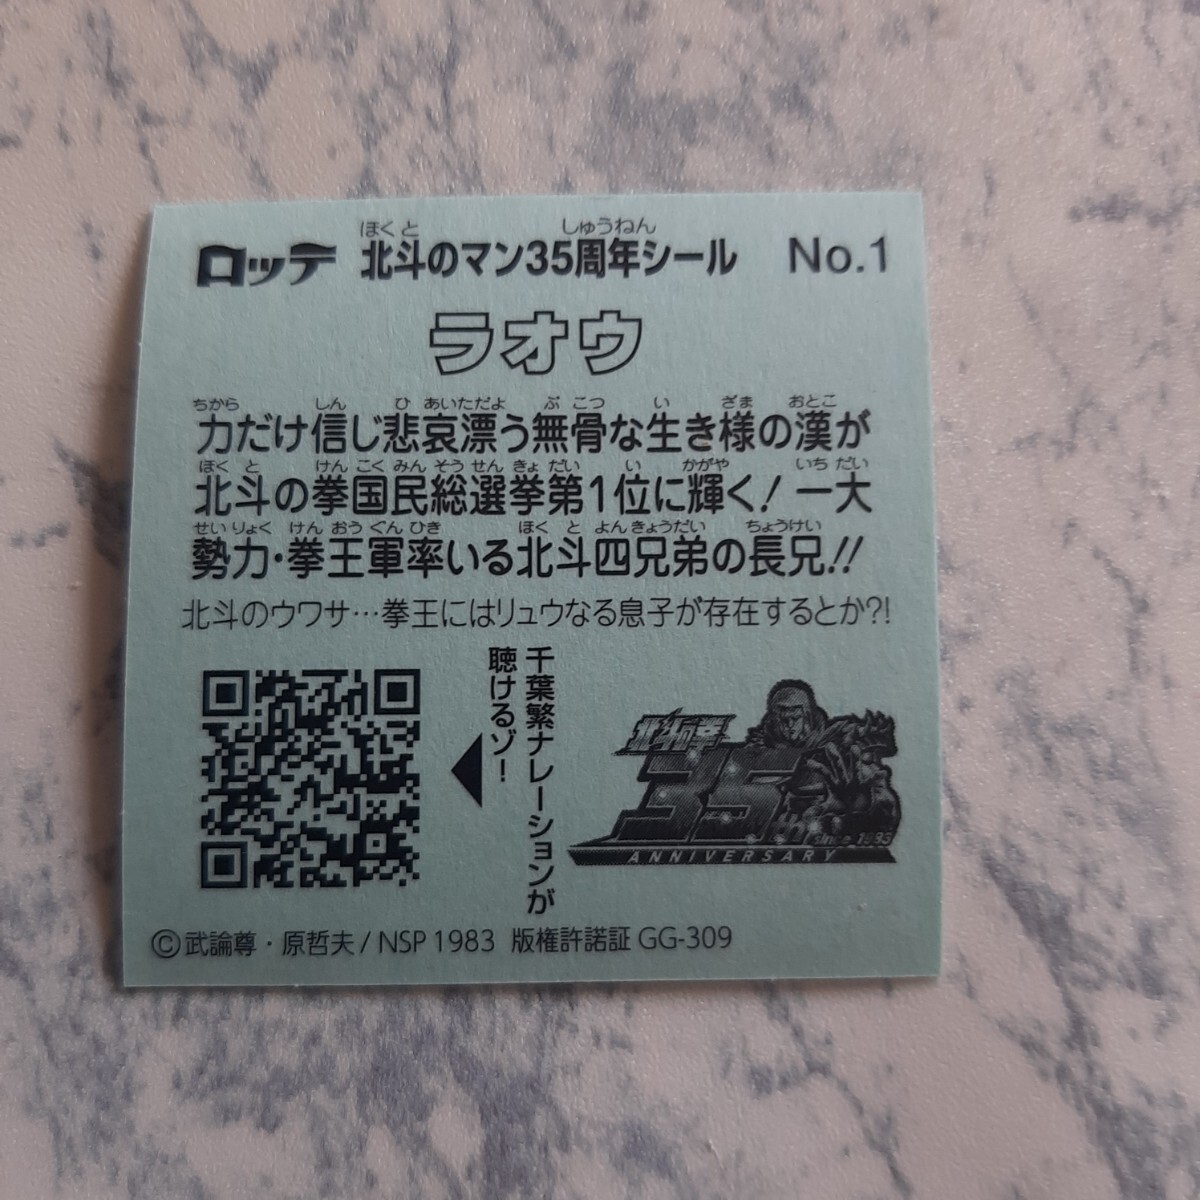 ロッテ 北斗のマン35周年シール No.1
ほくと しゅうねん
ラオウ
ちから しん ひ あいただよ ぶ こつ い ざま おとこ
力だけ信じ悲哀漂う無骨な生き様の漢が
ほく と けん こく みん そう せん きょ だい い かがや いち だい
北斗の拳国民総選挙第1位に輝く!一大
せいりょく けん おう ぐん ひき ほく と よんきょうだい ちょうけい
勢力・拳王軍率いる北斗四兄弟の長兄!!
北斗のウワサ…拳王にはリュウなる息子が存在するとか?!
千葉繁ナレーションが
聴けるゾ!
北斗の拳
35th
since 1983
ANNIVERSARY
©武論尊・原哲夫/NSP 1983 版権許諾証 GG-309